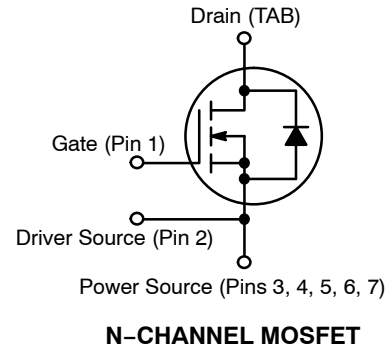 Drain (TAB)
Gate (Pin 1)
Driver Source (Pin 2)
Power Source (Pins 3, 4, 5, 6, 7)
N−CHANNEL MOSFET